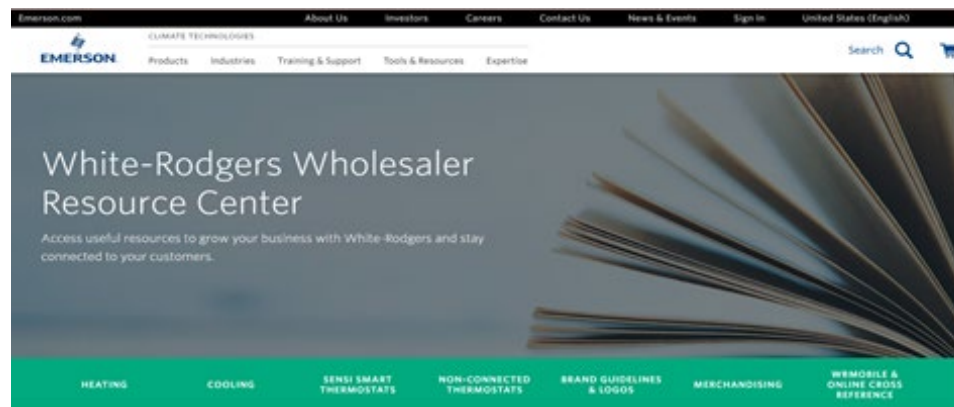 Emerson.com About Us Investors Careers Contact Us News & Events Sign In United States (English)
CLIMATE TECHNOLOGIES
EMERSON Products Industries Training & Support Tools & Resources Expertise Search
White-Rodgers Wholesaler
Resource Center
Access useful resources to grow your business with White-Rodgers and stay
connected to your customers.
HEATING
COOLING
SENSI SMART
THERMOSTATS
NON-CONNECTED
THERMOSTATS
BRAND GUIDELINES
& LOGOS
MERCHANDISING
WRMOBILE &
ONLINE CROSS
REFERENCE